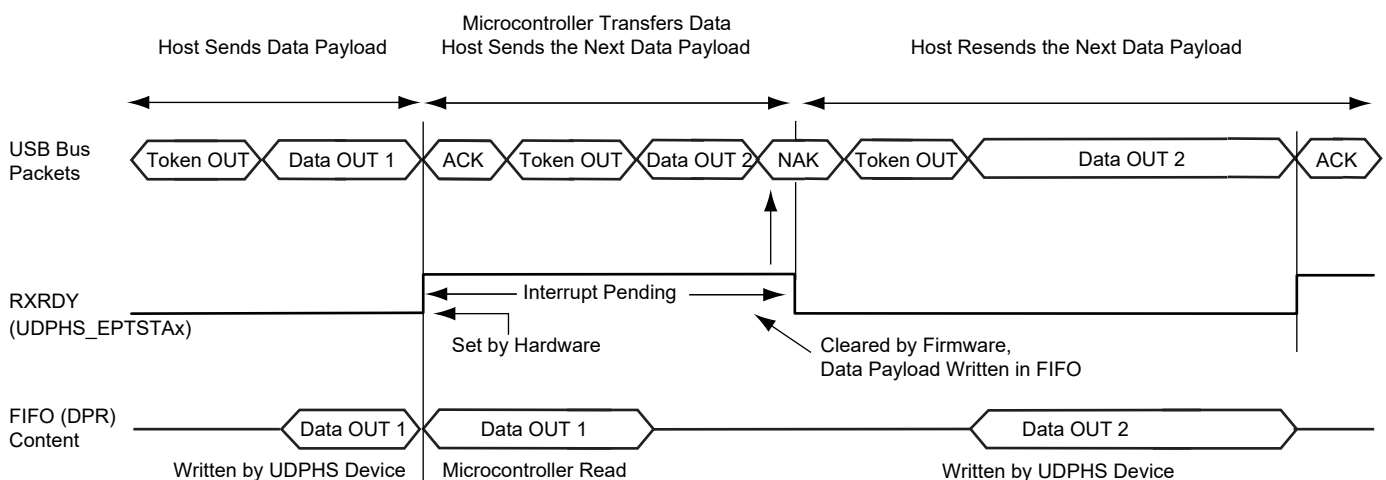 Host Sends Data Payload
Microcontroller Transfers Data
Host Sends the Next Data Payload
Host Resends the Next Data Payload
USB Bus
Packets
Token OUT
Data OUT 1
ACK
Token OUT
Data OUT 2
NAK
Token OUT
Data OUT 2
ACK
RXRDY
(UDPHS_EPTSTAx)
Interrupt Pending
Set by Hardware
Cleared by Firmware,
Data Payload Written in FIFO
FIFO (DPR)
Content
Data OUT 1
Data OUT 1
Data OUT 2
Written by UDPHS Device
Microcontroller Read
Written by UDPHS Device